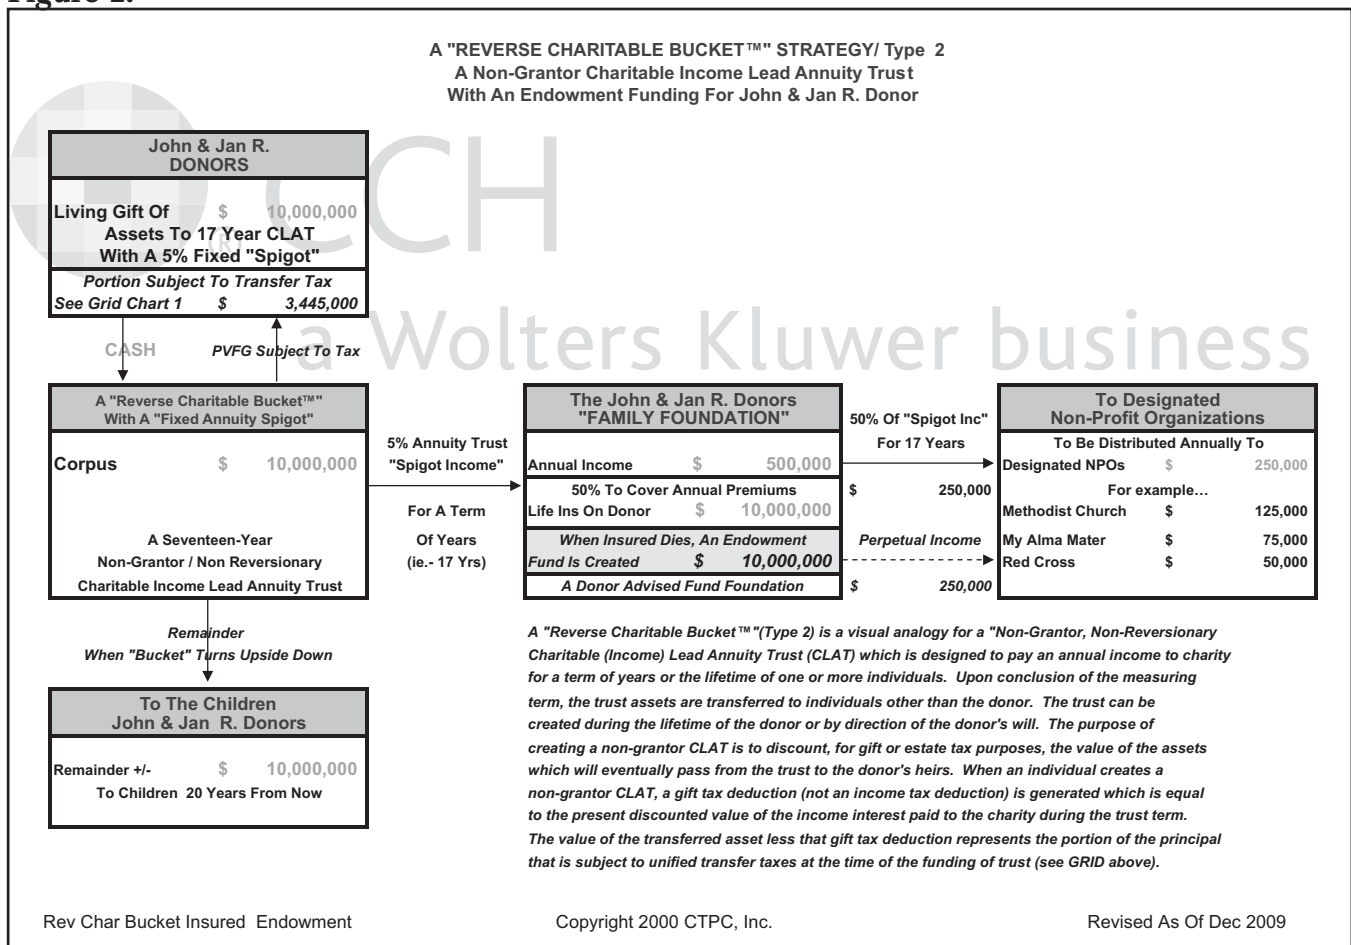 Figure 2.
A "REVERSE CHARITABLE BUCKET™" STRATEGY/ Type 2
A Non-Grantor Charitable Income Lead Annuity Trust
With An Endowment Funding For John & Jan R. Donor
CCH
®
a Wolters Kluwer business
John & Jan R.
DONORS
Living Gift Of $ 10,000,000
Assets To 17 Year CLAT
With A 5% Fixed "Spigot"
Portion Subject To Transfer Tax
See Grid Chart 1 $ 3,445,000
CASH
PVFG Subject To Tax
A "Reverse Charitable Bucket™"
With A "Fixed Annuity Spigot"
Corpus $ 10,000,000
A Seventeen-Year
Non-Grantor / Non Reversionary
Charitable Income Lead Annuity Trust
5% Annuity Trust
"Spigot Income"
For A Term
Of Years
(ie.- 17 Yrs)
The John & Jan R. Donors
"FAMILY FOUNDATION"
Annual Income $ 500,000
50% To Cover Annual Premiums
Life Ins On Donor $ 10,000,000
When Insured Dies, An Endowment
Fund Is Created $ 10,000,000
A Donor Advised Fund Foundation
50% Of "Spigot Inc"
For 17 Years
$ 250,000
Perpetual Income
$ 250,000
To Designated
Non-Profit Organizations
To Be Distributed Annually To
Designated NPOs $ 250,000
For example…
Methodist Church $ 125,000
My Alma Mater $ 75,000
Red Cross $ 50,000
Remainder
When "Bucket" Turns Upside Down
To The Children
John & Jan R. Donors
Remainder +/- $ 10,000,000
To Children 20 Years From Now
A "Reverse Charitable Bucket™"(Type 2) is a visual analogy for a "Non-Grantor, Non-Reversionary
Charitable (Income) Lead Annuity Trust (CLAT) which is designed to pay an annual income to charity
for a term of years or the lifetime of one or more individuals. Upon conclusion of the measuring
term, the trust assets are transferred to individuals other than the donor. The trust can be
created during the lifetime of the donor or by direction of the donor's will. The purpose of
creating a non-grantor CLAT is to discount, for gift or estate tax purposes, the value of the assets
which will eventually pass from the trust to the donor's heirs. When an individual creates a
non-grantor CLAT, a gift tax deduction (not an income tax deduction) is generated which is equal
to the present discounted value of the income interest paid to the charity during the trust term.
The value of the transferred asset less that gift tax deduction represents the portion of the principal
that is subject to unified transfer taxes at the time of the funding of trust (see GRID above).
Rev Char Bucket Insured Endowment
Copyright 2000 CTPC, Inc.
Revised As Of Dec 2009